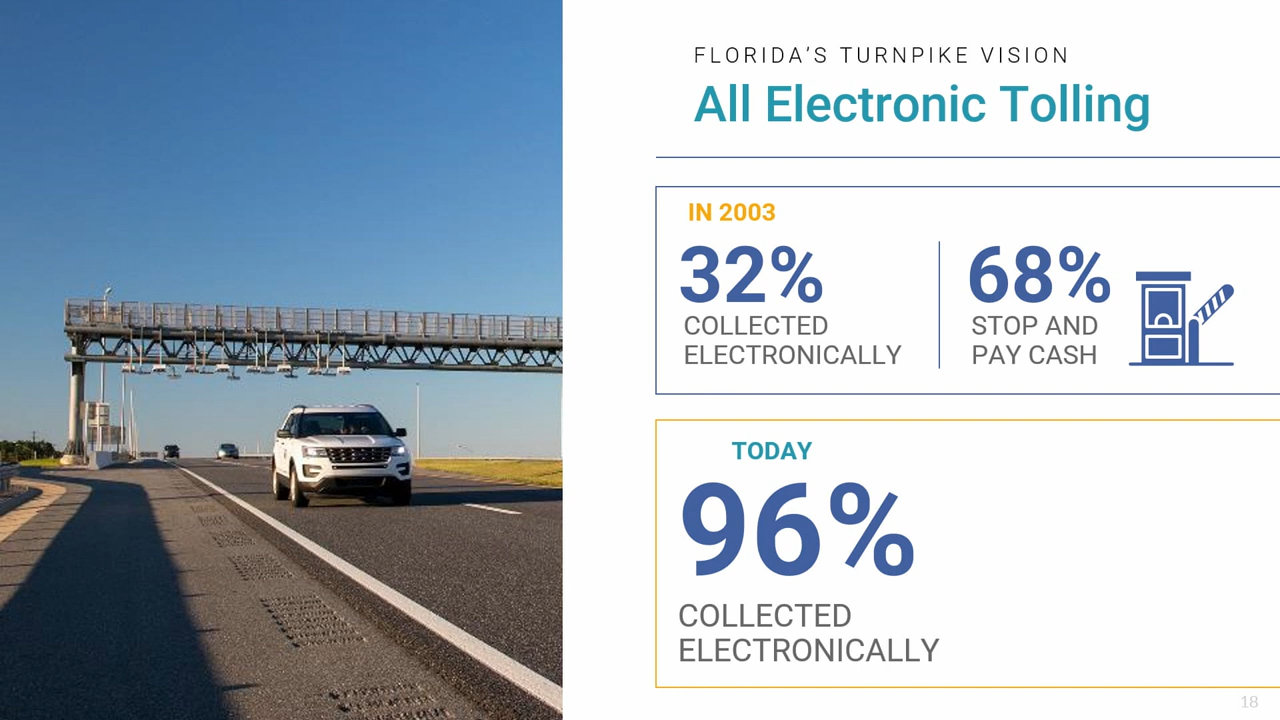 FLORIDA'S TURNPIKE VISION
All Electronic Tolling
IN 2003
32%
COLLECTED
ELECTRONICALLY
68%
STOP AND
PAY CASH
TODAY
96%
COLLECTED
ELECTRONICALLY
18